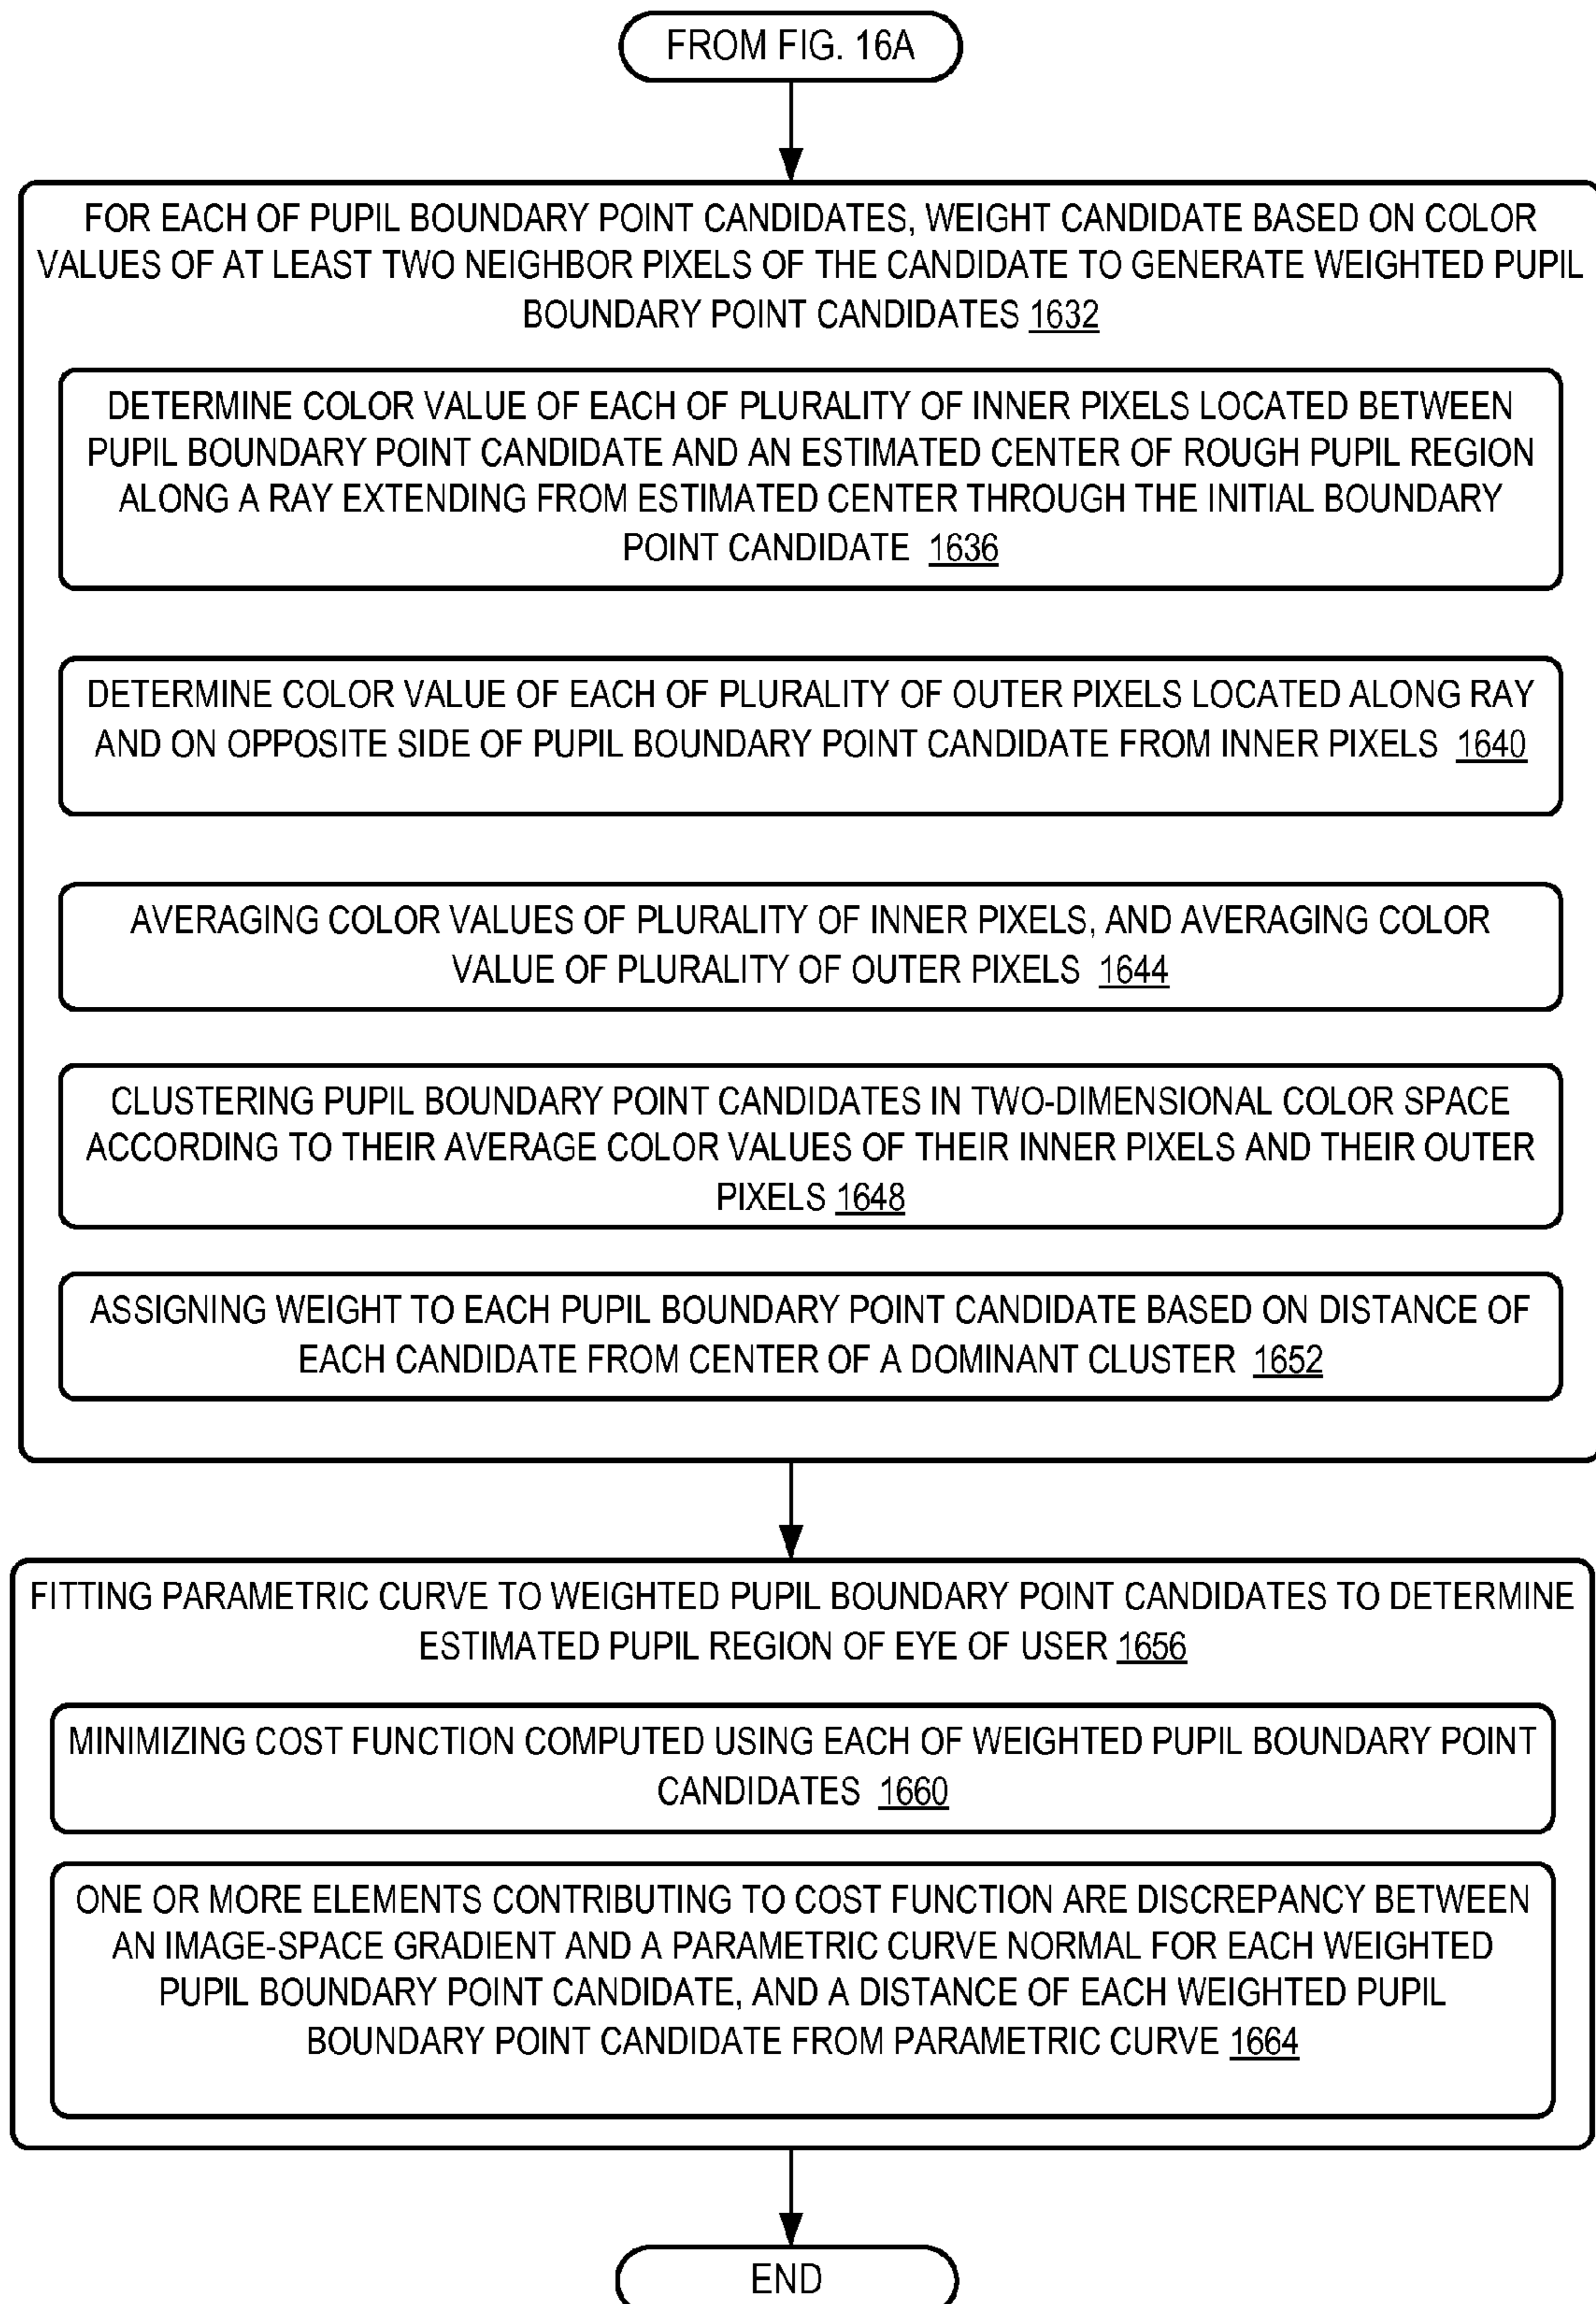 FROM FIG. 16A
FOR EACH OF PUPIL BOUNDARY POINT CANDIDATES, WEIGHT CANDIDATE BASED ON COLOR
VALUES OF AT LEAST TWO NEIGHBOR PIXELS OF THE CANDIDATE TO GENERATE WEIGHTED PUPIL
BOUNDARY POINT CANDIDATES 1632
DETERMINE COLOR VALUE OF EACH OF PLURALITY OF INNER PIXELS LOCATED BETWEEN
PUPIL BOUNDARY POINT CANDIDATE AND AN ESTIMATED CENTER OF ROUGH PUPIL REGION
ALONG A RAY EXTENDING FROM ESTIMATED CENTER THROUGH THE INITIAL BOUNDARY
POINT CANDIDATE 1636
DETERMINE COLOR VALUE OF EACH OF PLURALITY OF OUTER PIXELS LOCATED ALONG RAY
AND ON OPPOSITE SIDE OF PUPIL BOUNDARY POINT CANDIDATE FROM INNER PIXELS 1640
AVERAGING COLOR VALUES OF PLURALITY OF INNER PIXELS, AND AVERAGING COLOR
VALUE OF PLURALITY OF OUTER PIXELS 1644
CLUSTERING PUPIL BOUNDARY POINT CANDIDATES IN TWO-DIMENSIONAL COLOR SPACE
ACCORDING TO THEIR AVERAGE COLOR VALUES OF THEIR INNER PIXELS AND THEIR OUTER
PIXELS 1648
ASSIGNING WEIGHT TO EACH PUPIL BOUNDARY POINT CANDIDATE BASED ON DISTANCE OF
EACH CANDIDATE FROM CENTER OF A DOMINANT CLUSTER 1652
FITTING PARAMETRIC CURVE TO WEIGHTED PUPIL BOUNDARY POINT CANDIDATES TO DETERMINE
ESTIMATED PUPIL REGION OF EYE OF USER 1656
MINIMIZING COST FUNCTION COMPUTED USING EACH OF WEIGHTED PUPIL BOUNDARY POINT
CANDIDATES 1660
ONE OR MORE ELEMENTS CONTRIBUTING TO COST FUNCTION ARE DISCREPANCY BETWEEN
AN IMAGE-SPACE GRADIENT AND A PARAMETRIC CURVE NORMAL FOR EACH WEIGHTED
PUPIL BOUNDARY POINT CANDIDATE, AND A DISTANCE OF EACH WEIGHTED PUPIL
BOUNDARY POINT CANDIDATE FROM PARAMETRIC CURVE 1664
END